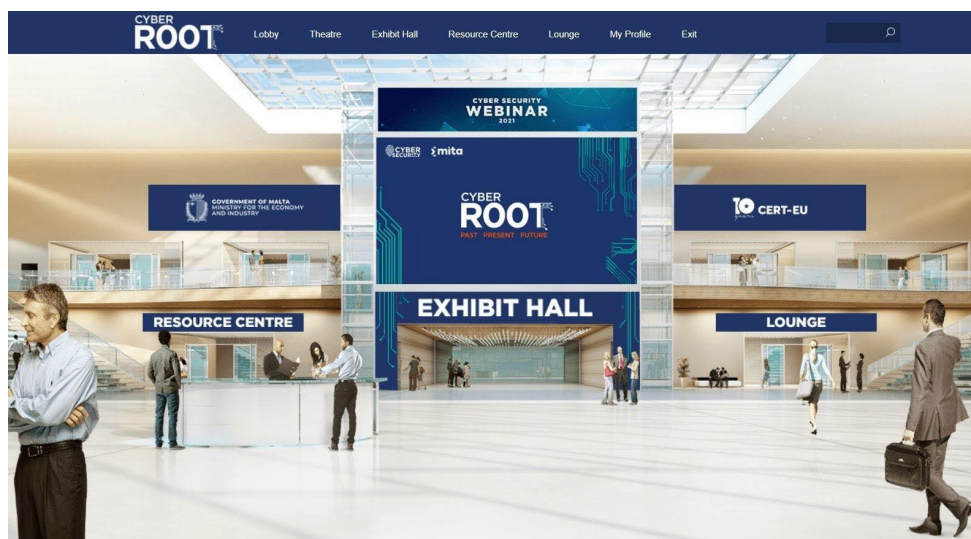 CYBER
ROOT
Lobby
Theatre
Exhibit Hall
Resource Centre
Lounge
My Profile
Exit
CYBER SECURITY
WEBINAR
2021
CYBER
SECURITY
mita
CYBER
ROOT
PAST PRESENT FUTURE
GOVERNMENT OF MALTA
MINISTRY FOR THE ECONOMY
AND INDUSTRY
10
years
CERT-EU
EXHIBIT HALL
RESOURCE CENTRE
LOUNGE